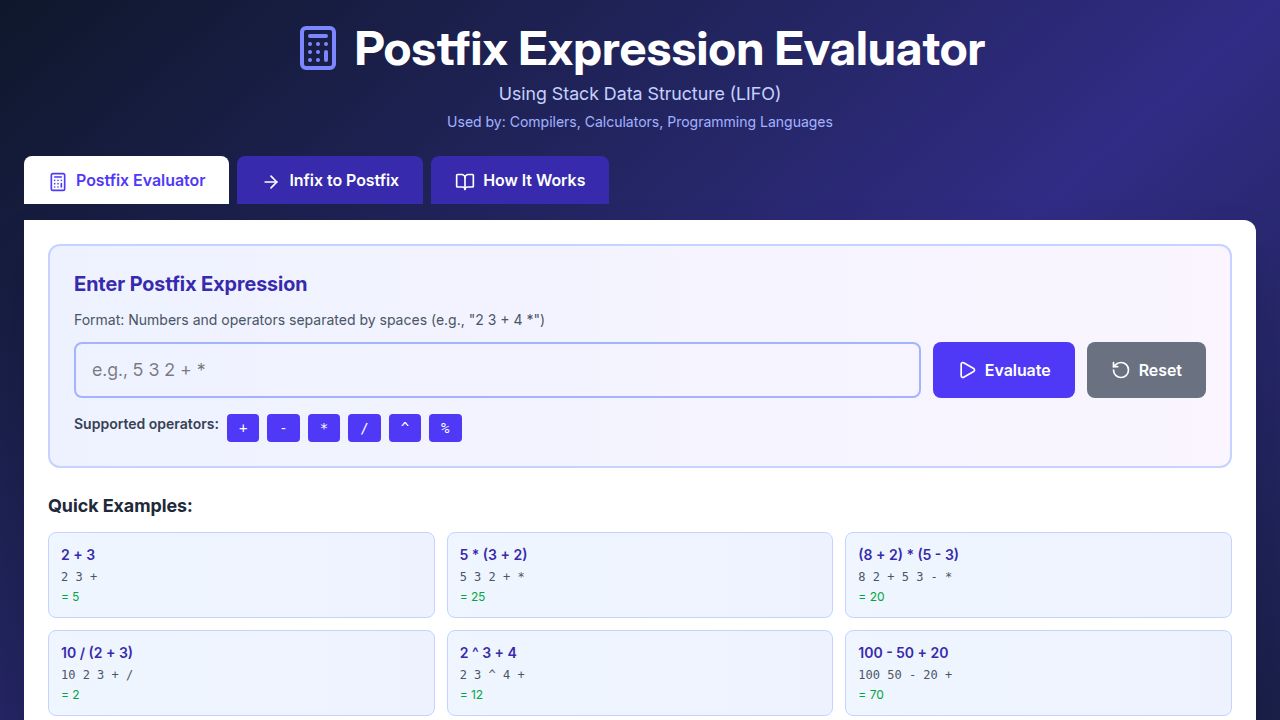 Postfix Expression Evaluator
Using Stack Data Structure (LIFO)
Used by: Compilers, Calculators, Programming Languages
Postfix Evaluator
Infix to Postfix
How It Works
Enter Postfix Expression
Format: Numbers and operators separated by spaces (e.g., "2 3 + 4 *")
e.g., 5 3 2 + *
Evaluate
Reset
Supported operators: + - * / ^ %
Quick Examples:
2 + 3
2 3 +
= 5
5 * (3 + 2)
5 3 2 + *
= 25
(8 + 2) * (5 - 3)
8 2 + 5 3 - *
= 20
10 / (2 + 3)
10 2 3 + /
= 2
2 ^ 3 + 4
2 3 ^ 4 +
= 12
100 - 50 + 20
100 50 - 20 +
= 70